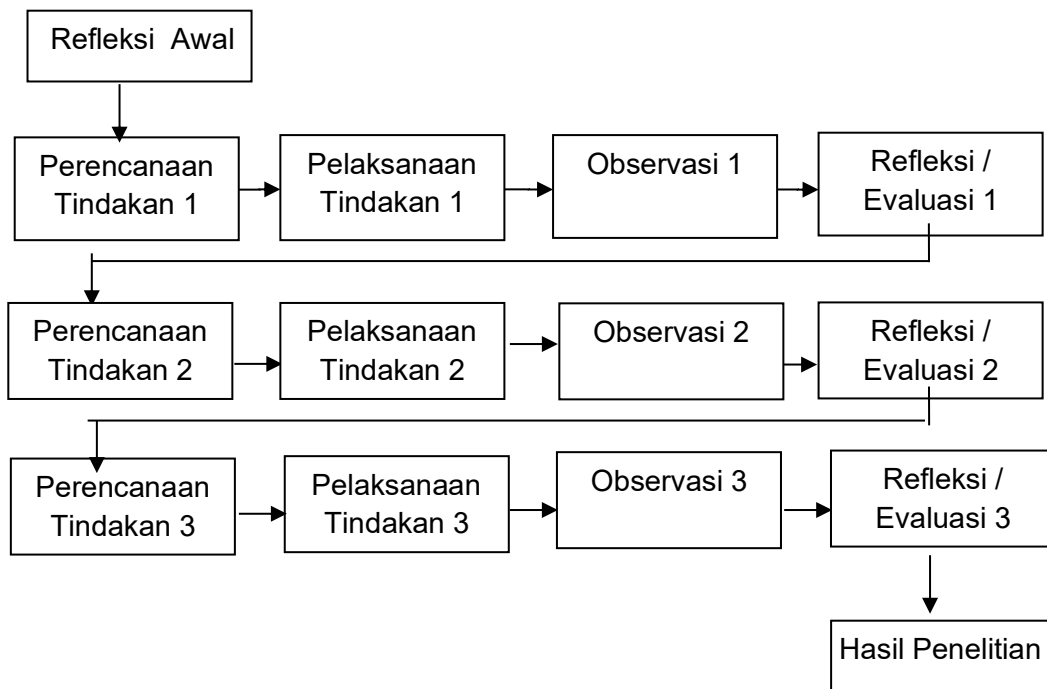 Refleksi Awal
Perencanaan
Tindakan 1
Pelaksanaan
Tindakan 1
Observasi 1
Refleksi /
Evaluasi 1
Perencanaan
Tindakan 2
Pelaksanaan
Tindakan 2
Observasi 2
Refleksi /
Evaluasi 2
Perencanaan
Tindakan 3
Pelaksanaan
Tindakan 3
Observasi 3
Refleksi /
Evaluasi 3
Hasil Penelitian